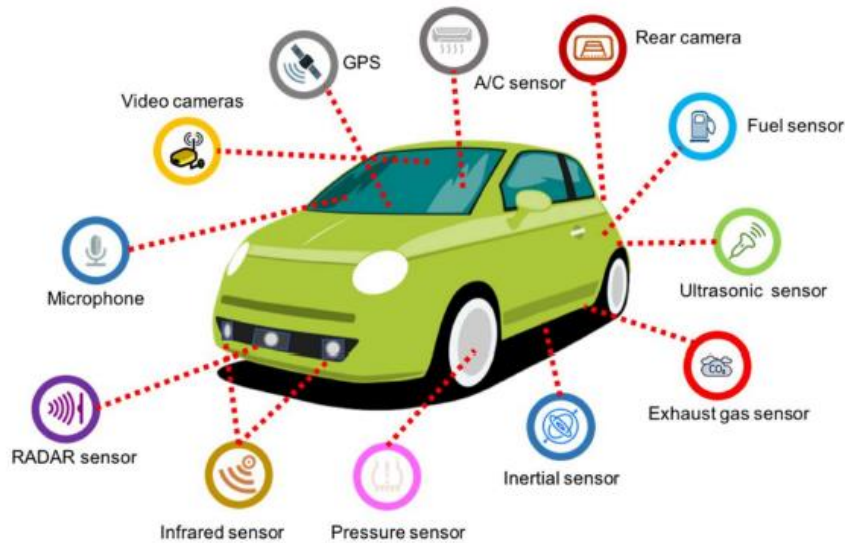 GPS
A/C sensor
Rear camera
Video cameras
Fuel sensor
Microphone
Ultrasonic sensor
CO₂
Exhaust gas sensor
RADAR sensor
Inertial sensor
Infrared sensor
Pressure sensor